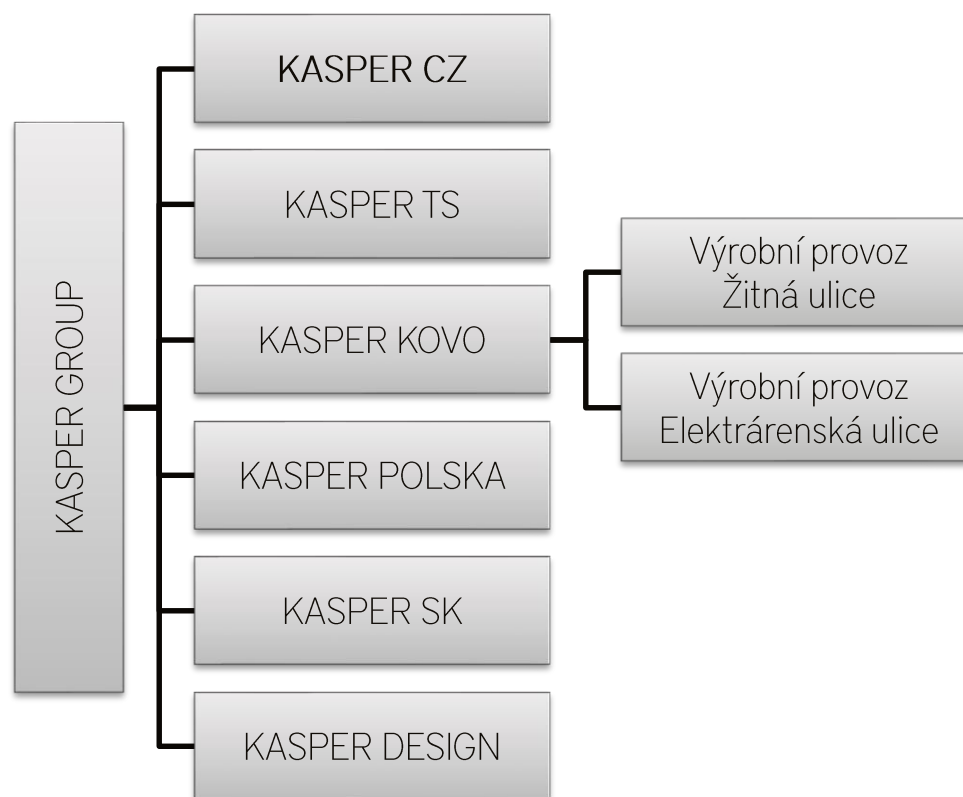 KASPER GROUP
KASPER CZ
KASPER TS
KASPER KOVO
KASPER POLSKA
KASPER SK
KASPER DESIGN
Výrobní provoz
Žitná ulice
Výrobní provoz
Elektrárenská ulice